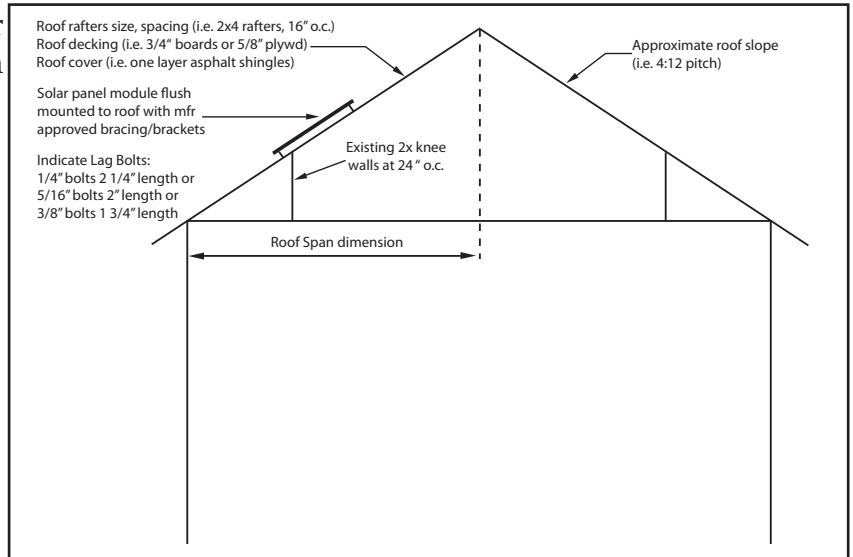 Roof rafters size, spacing (i.e. 2x4 rafters, 16” o.c.)
Roof decking (i.e. 3/4“ boards or 5/8” plywd)
Roof cover (i.e. one layer asphalt shingles)
Solar panel module flush
mounted to roof with mfr
approved bracing/brackets
Indicate Lag Bolts:
1/4” bolts 2 1/4” length or
5/16” bolts 2” length or
3/8” bolts 1 3/4” length
Existing 2x knee
walls at 24 “ o.c.
Approximate roof slope
(i.e. 4:12 pitch)
Roof Span dimension